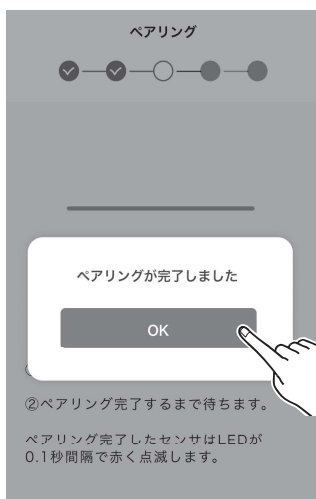 ペアリング
ペアリングが完了しました
OK
②ペアリング完了するまで待ちます。
ペアリング完了したセンサはLEDが
0.1秒間隔で赤く点滅します。